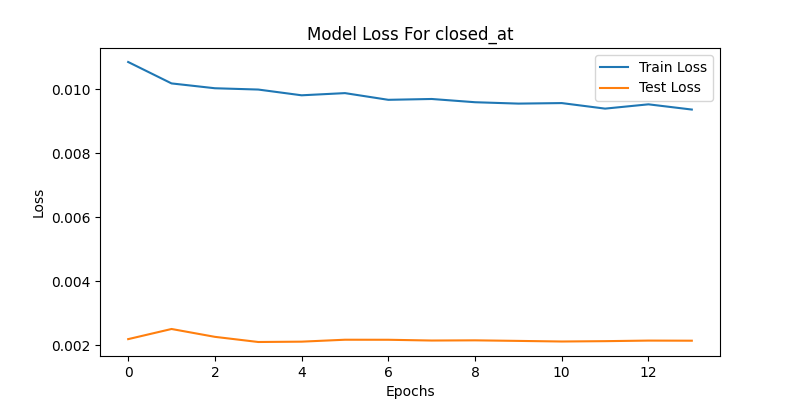 Model Loss For closed_at
Train Loss
Test Loss
0.010
0.008
0.006
0.004
0.002
Loss
0 2 4 6 8 10 12
Epochs